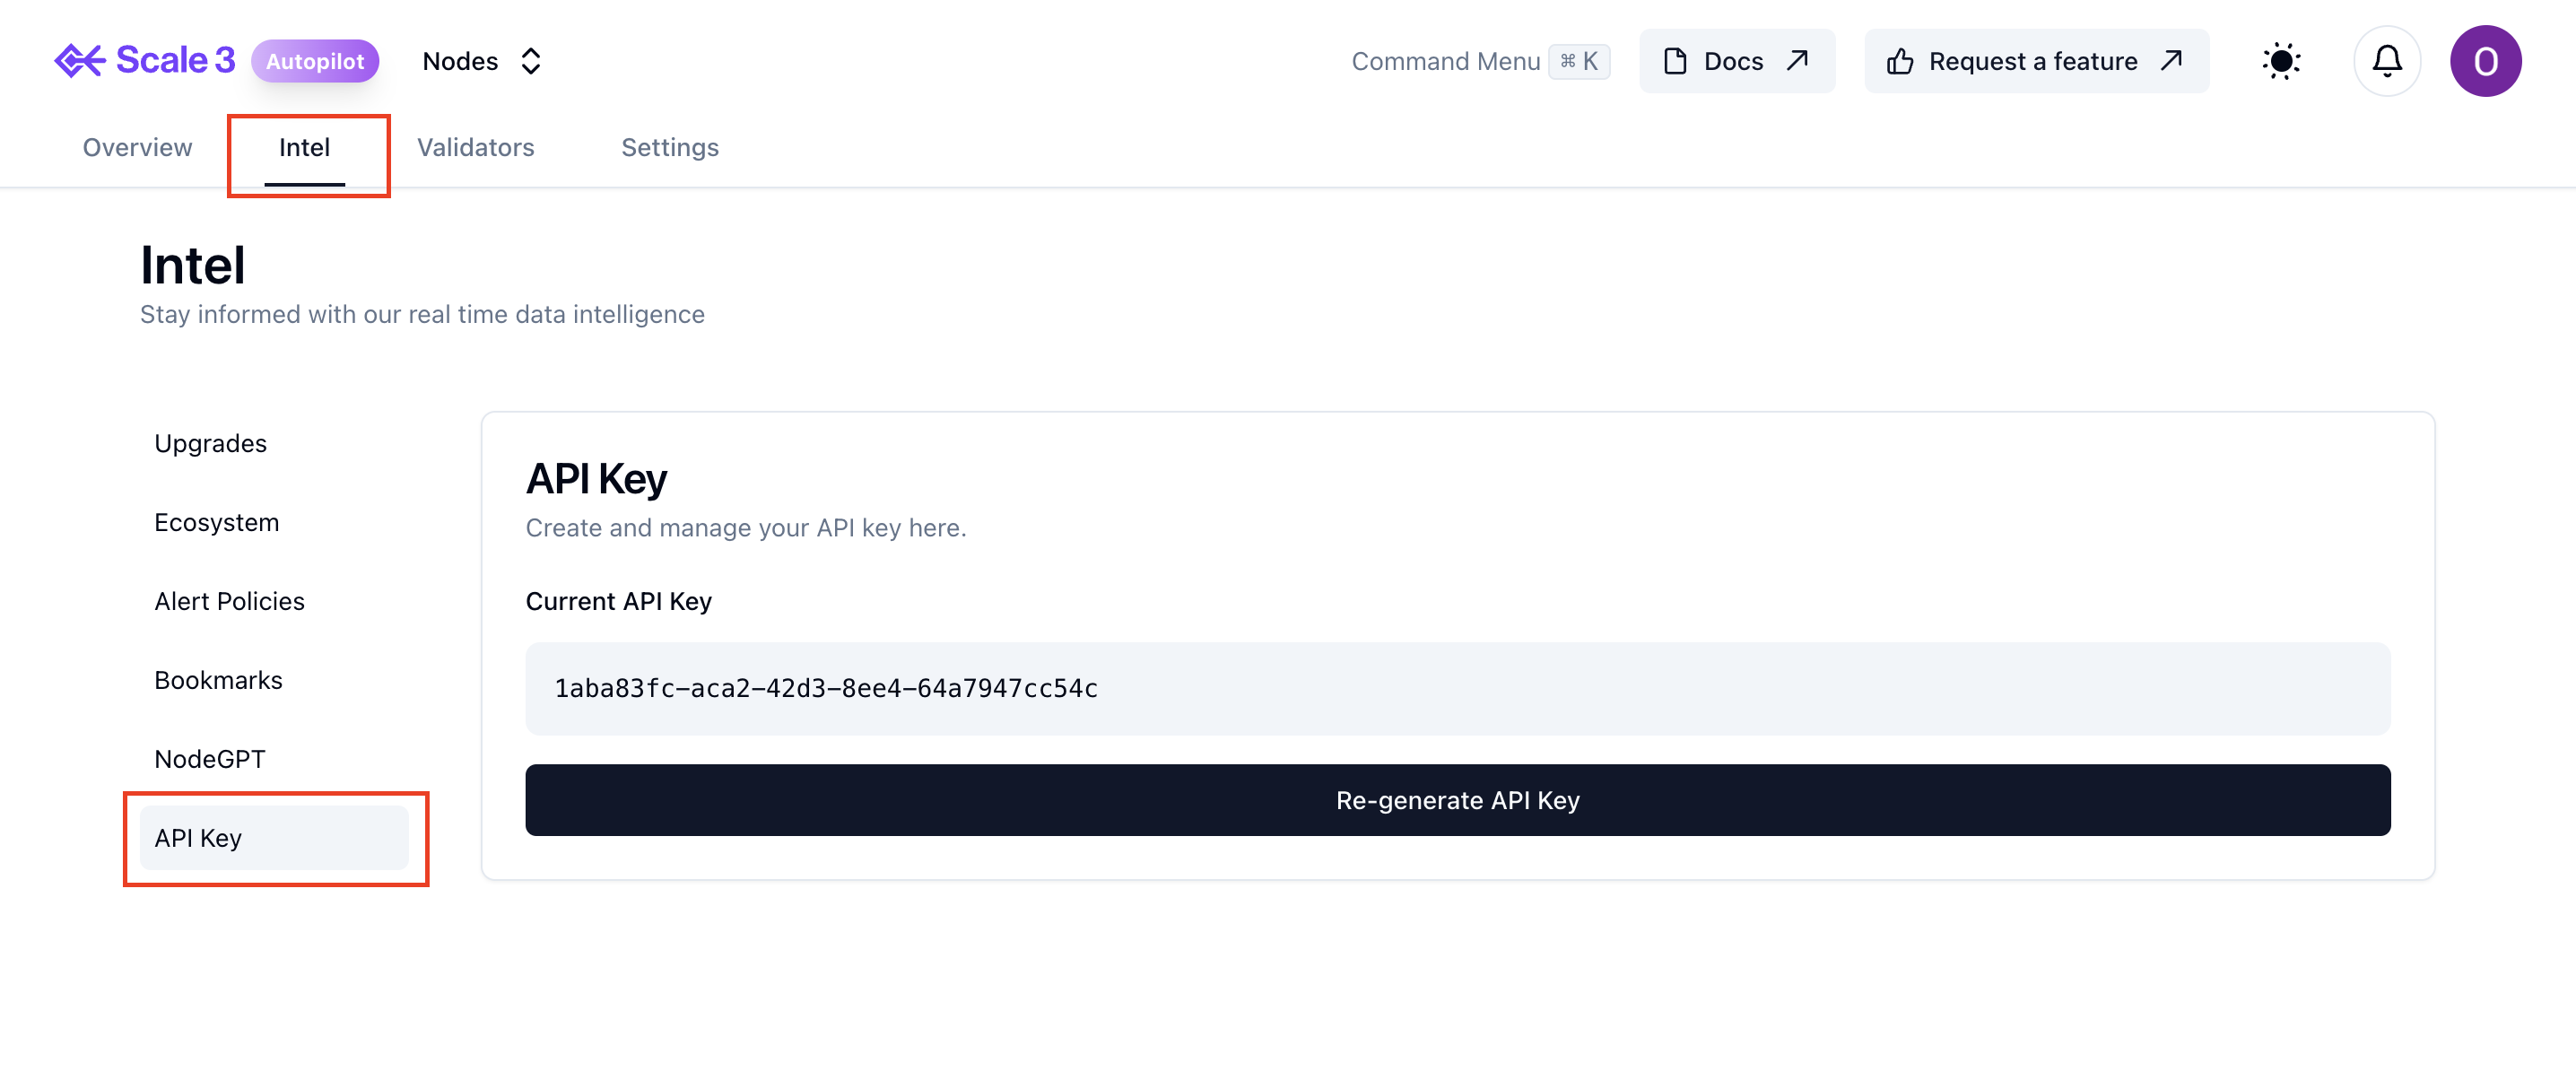 Scale 3 Autopilot Nodes Command Menu ⌘ K Docs Request a feature O
Overview Intel Validators Settings
Intel
Stay informed with our real time data intelligence
Upgrades
Ecosystem
Alert Policies
Bookmarks
NodeGPT
API Key
API Key
Create and manage your API key here.
Current API Key
1aba83fc-aca2-42d3-8ee4-64a7947cc54c
Re-generate API Key